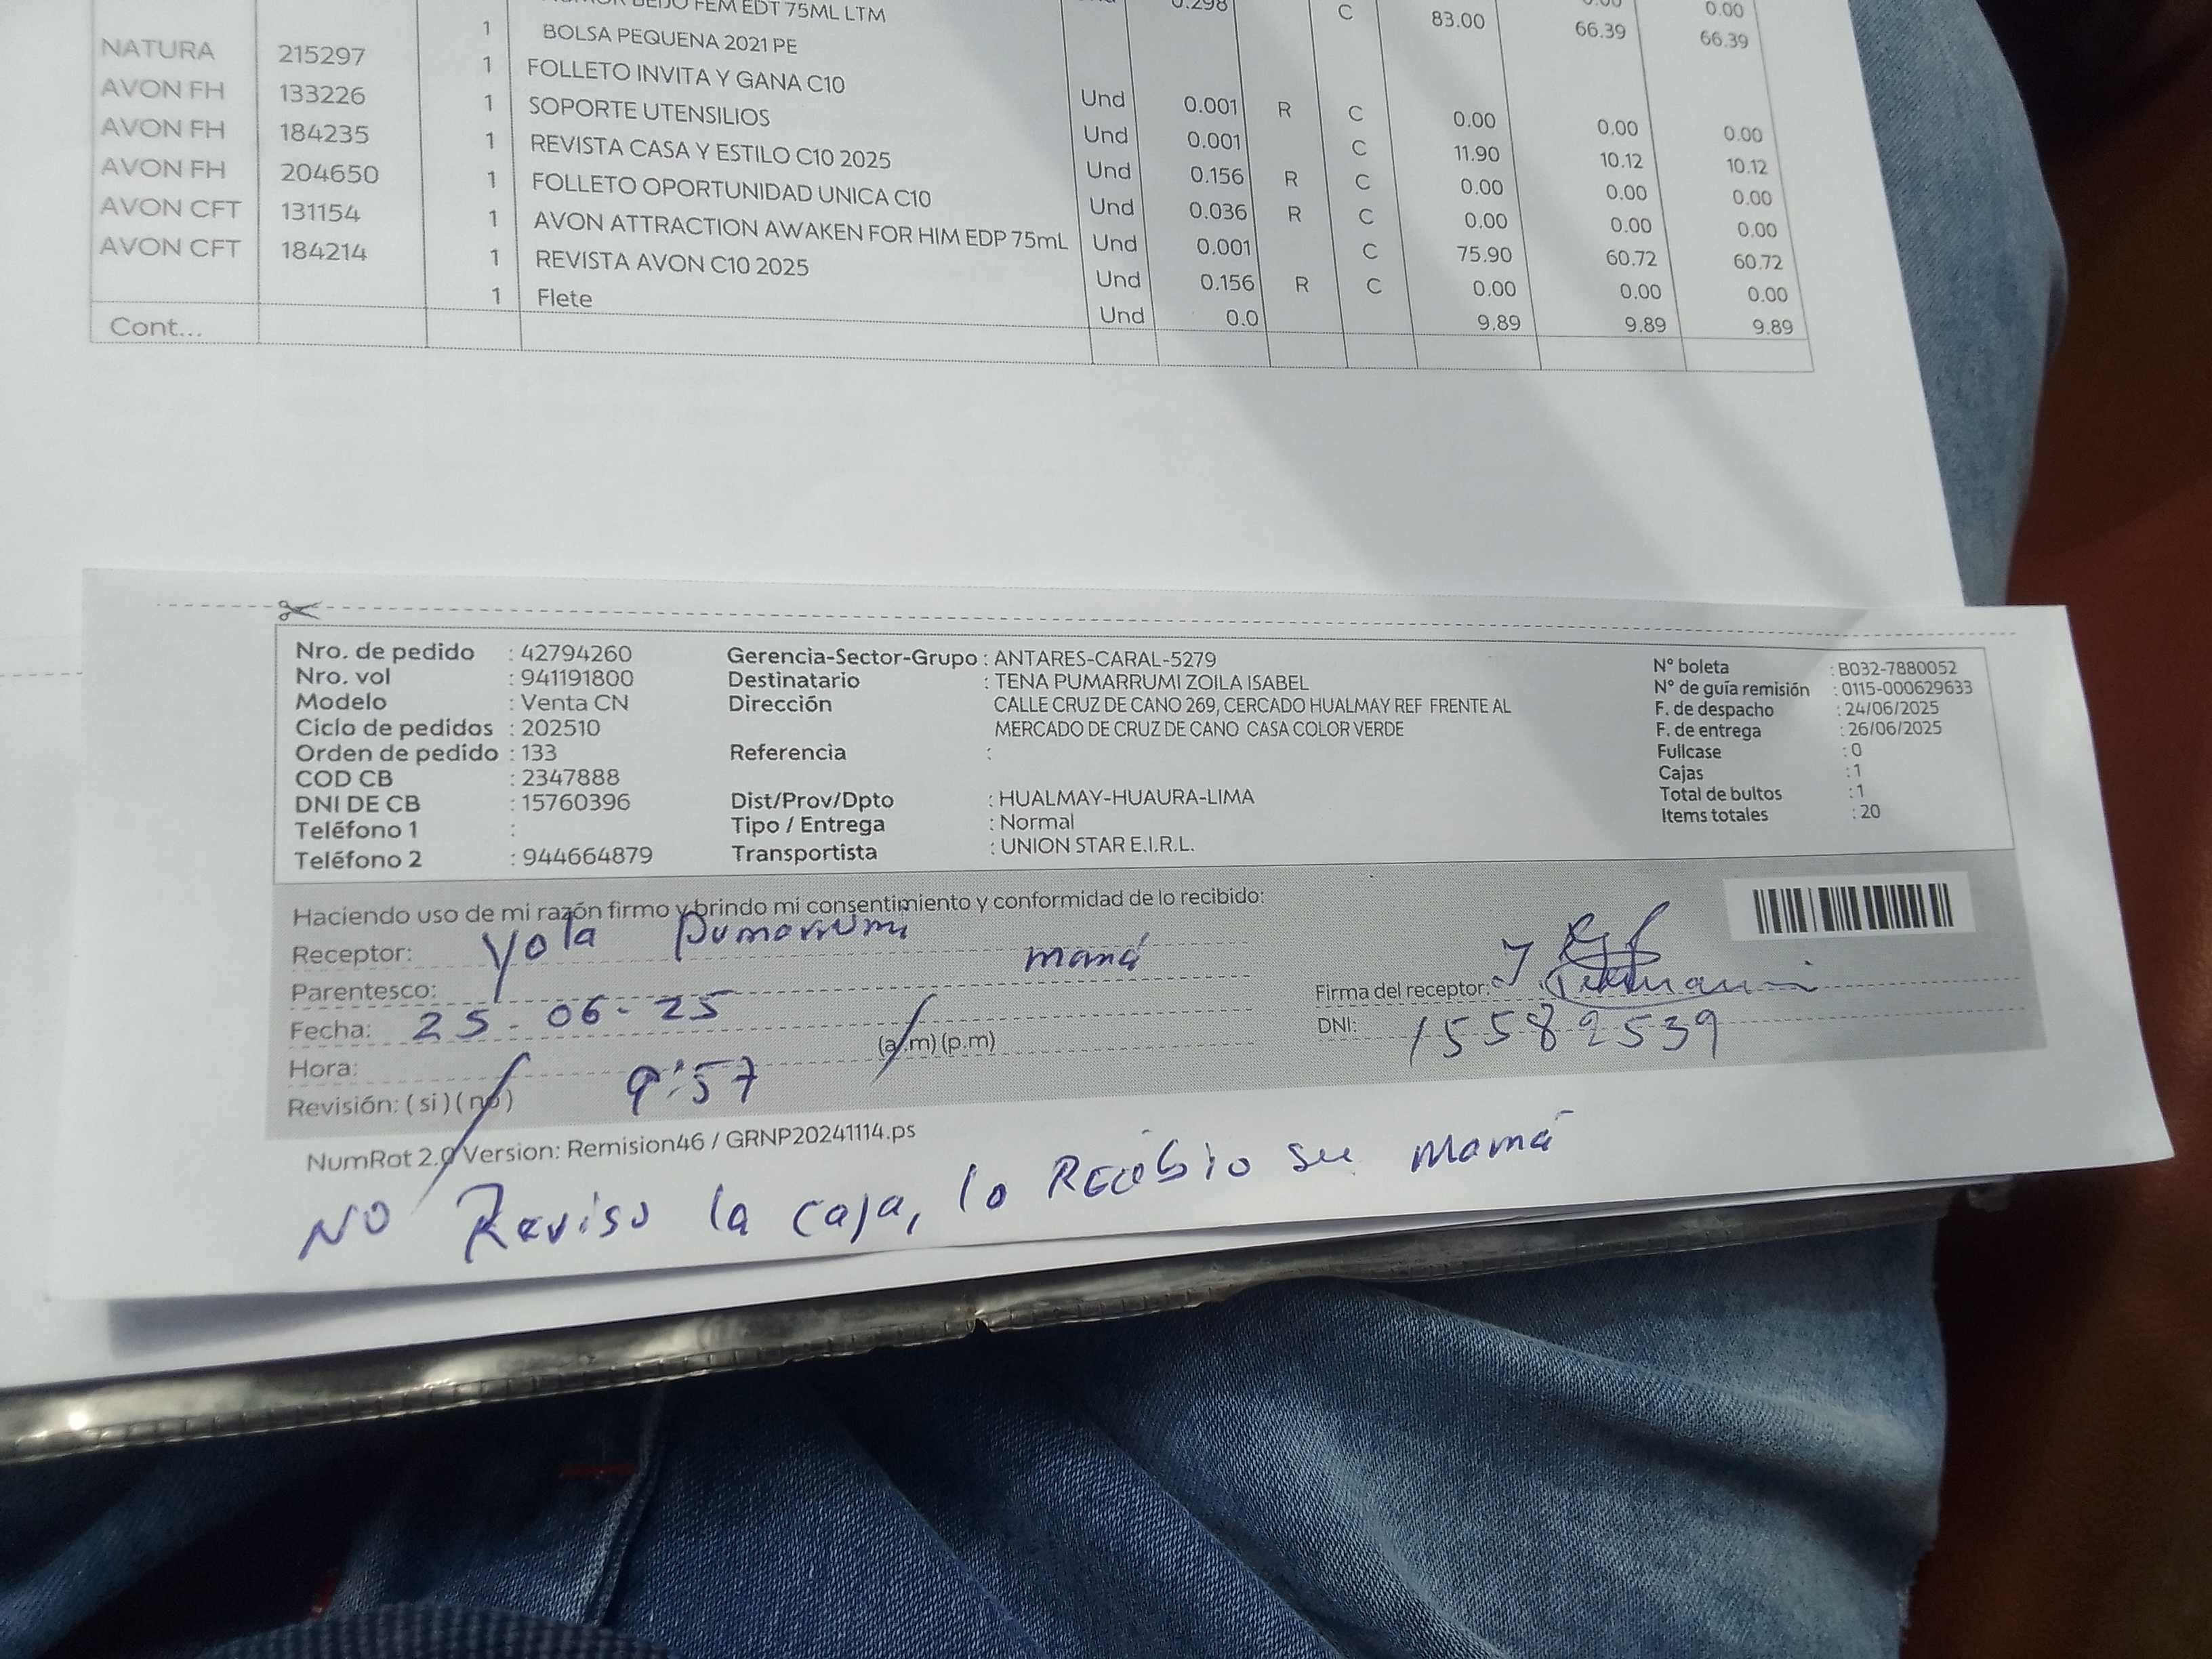 BEIJO FEM EDT 75ML LTM 0.298 C 83.00 66.39 66.39
1 BOLSA PEQUENA 2021 PE
NATURA 215297 1 FOLLETO INVITA Y GANA C10 Und 0.001 R C 0.00 0.00 0.00
AVON FH 133226 1 SOPORTE UTENSILIOS Und 0.001 C 11.90 10.12 10.12
AVON FH 184235 1 REVISTA CASA Y ESTILO C10 2025 Und 0.156 R C 0.00 0.00 0.00
AVON FH 204650 1 FOLLETO OPORTUNIDAD UNICA C10 Und 0.036 R C 0.00 0.00 0.00
AVON CFT 131154 1 AVON ATTRACTION AWAKEN FOR HIM EDP 75mL Und 0.001 C 75.90 60.72 60.72
AVON CFT 184214 1 REVISTA AVON C10 2025 Und 0.156 R C 0.00 0.00 0.00
1 Flete Und 0.0 9.89 9.89 9.89
Cont...
Nro. de pedido : 42794260
Nro. vol : 941191800
Modelo : Venta CN
Ciclo de pedidos : 202510
Orden de pedido : 133
COD CB : 2347888
DNI DE CB : 15760396
Teléfono 1 :
Teléfono 2 : 944664879
Gerencia-Sector-Grupo : ANTARES-CARAL-5279
Destinatario : TENA PUMARRUMI ZOILA ISABEL
Dirección CALLE CRUZ DE CANO 269, CERCADO HUALMAY REF FRENTE AL
MERCADO DE CRUZ DE CANO CASA COLOR VERDE
Referencia :
Dist/Prov/Dpto : HUALMAY-HUAURA-LIMA
Tipo / Entrega : Normal
Transportista : UNION STAR E.I.R.L.
N° boleta : B032-7880052
N° de guía remisión : 0115-000629633
F. de despacho : 24/06/2025
F. de entrega : 26/06/2025
Fullcase : 0
Cajas : 1
Total de bultos : 1
Items totales : 20
Haciendo uso de mi razón firmo y brindo mi consentimiento y conformidad de lo recibido:
Receptor: Yola Pumarrumi
Parentesco: mamá
Fecha: 25-06-25
Hora: 9:57 (a.m) (p.m)
Revisión: ( si ) ( no )
Firma del receptor:
DNI: 15582539
NumRot 2.0 Version: Remision46 / GRNP20241114.ps
NO Reviso la caja, lo Recibio su mamá